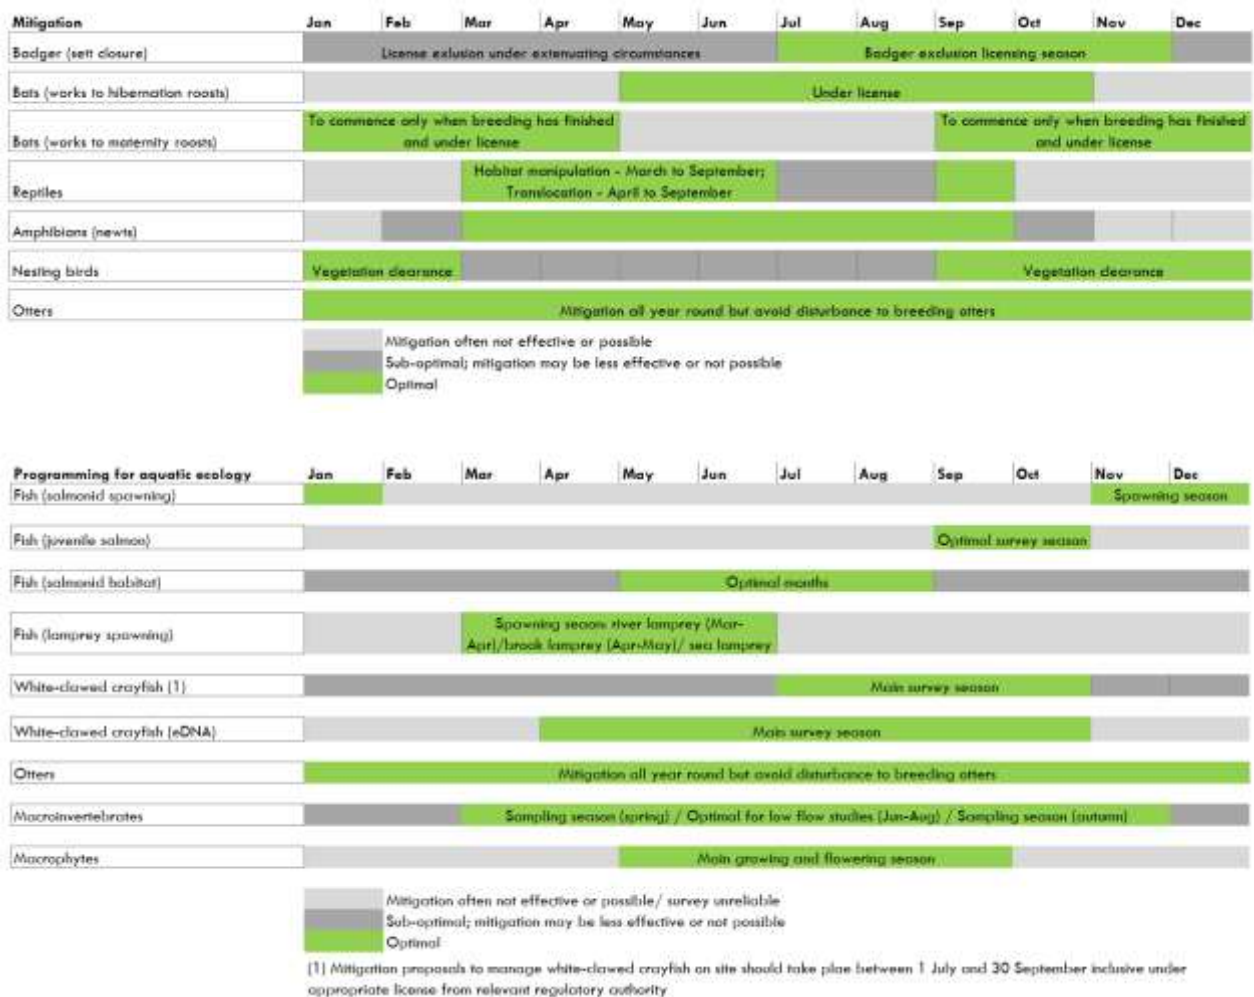 Mitigation Jan Feb Mar Apr May Jun Jul Aug Sep Oct Nov Dec
Badger (sett closure) License exlusion under extenuating circumstances Badger exclusion licensing season
Bats (works to hibernation roosts) Under license
To commence only when breeding has finished To commence only when breeding has finished
Bats (works to maternity roosts) and under license and under license
Habitat manipulation - March to September;
Reptiles Translocation - April to September
Amphibians (newts)
Nesting birds Vegetation clearance Vegetation clearance
Otters Mitigation all year round but avoid disturbance to breeding otters
Mitigation often not effective or possible
Sub-optimal; mitigation may be less effective or not possible
Optimal
Programming for aquatic ecology Jan Feb Mar Apr May Jun Jul Aug Sep Oct Nov Dec
Fish (salmonid spawning) Spawning season
Fish (juvenile salmon) Optimal survey season
Fish (salmonid habitat) Optimal months
Spawning season river lamprey (Mar-
Fish (lamprey spawning) Apr)/brook lamprey (Apr-May)/ sea lamprey
White-clawed crayfish (1) Main survey season
White-clawed crayfish (eDNA) Main survey season
Otters Mitigation all year round but avoid disturbance to breeding otters
Macroinvertebrates Sampling season (spring) / Optimal for low flow studies (Jun-Aug) / Sampling season (autumn)
Macrophytes Main growing and flowering season
Mitigation often not effective or possible/ survey unreliable
Sub-optimal; mitigation may be less effective or not possible
Optimal
(1) Mitigation proposals to manage white-clawed crayfish on site should take plae between 1 July and 30 September inclusive under
appropriate license from relevant regulatory authority